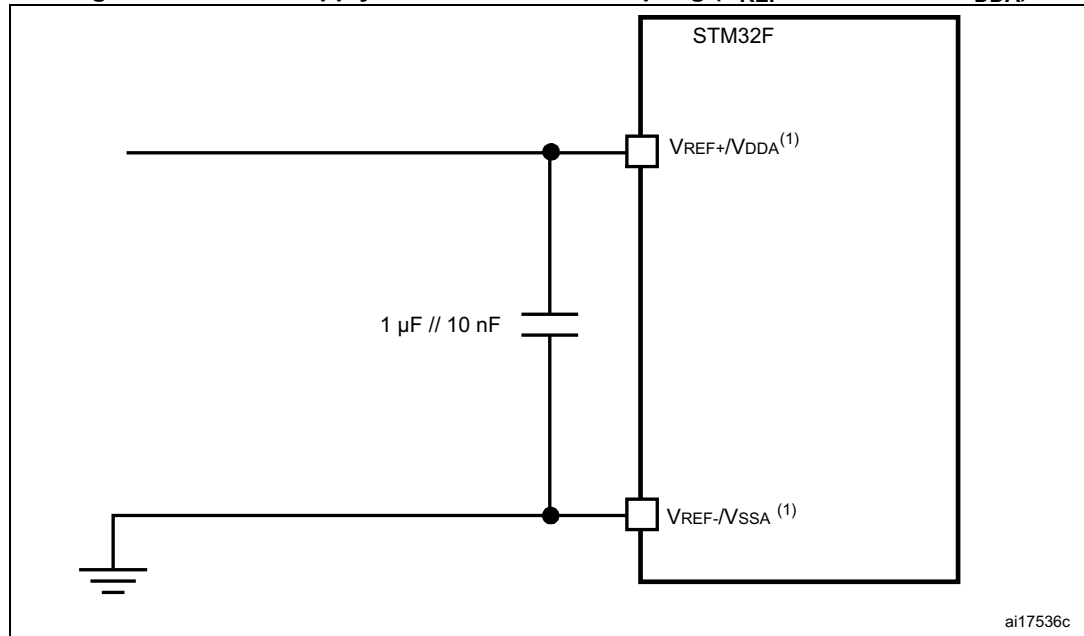 STM32F
VREF+/VDDA(1)
1 µF // 10 nF
VREF-/VSSA (1)
ai17536c